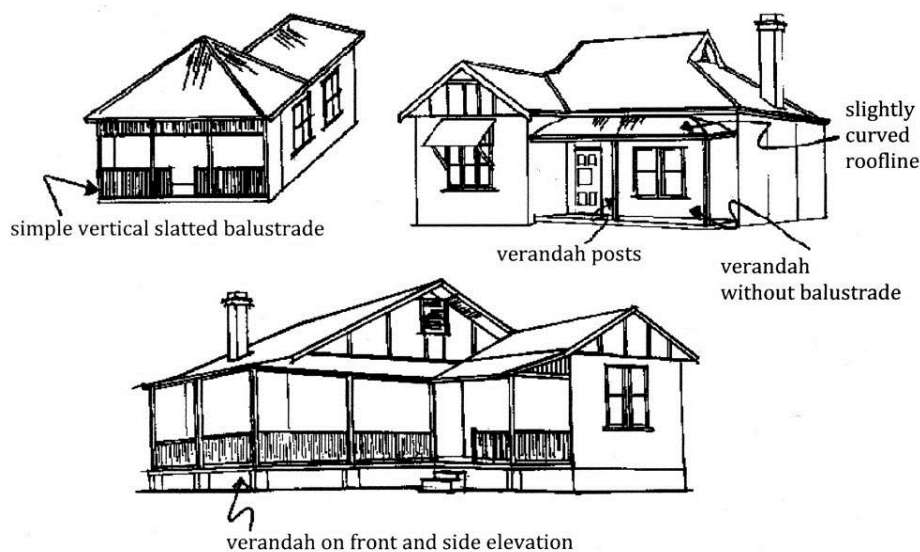 slightly
curved
roofline
simple vertical slatted balustrade
verandah posts
verandah
without balustrade
verandah on front and side elevation